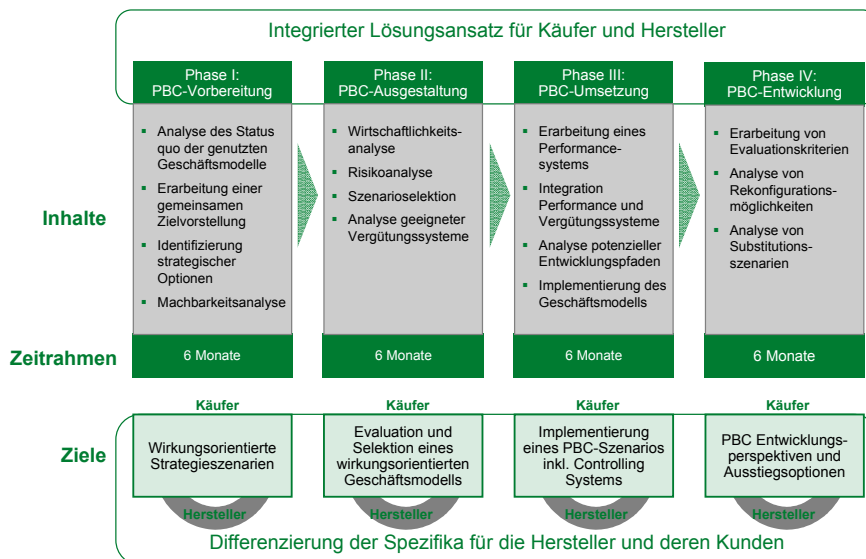 Integrierter Lösungsansatz für Käufer und Hersteller
Phase I:
PBC-Vorbereitung
Phase II:
PBC-Ausgestaltung
Phase III:
PBC-Umsetzung
Phase IV:
PBC-Entwicklung
Inhalte
▪ Analyse des Status
quo der genutzten
Geschäftsmodelle
▪ Erarbeitung einer
gemeinsamen
Zielvorstellung
▪ Identifizierung
strategischer
Optionen
▪ Machbarkeitsanalyse
▪ Wirtschaftlichkeits-
analyse
▪ Risikoanalyse
▪ Szenarioselektion
▪ Analyse geeigneter
Vergütungssysteme
▪ Erarbeitung eines
Performance-
systems
▪ Integration
Performance und
Vergütungssysteme
▪ Analyse potenzieller
Entwicklungspfaden
▪ Implementierung des
Geschäftsmodells
▪ Erarbeitung von
Evaluationskriterien
▪ Analyse von
Rekonfigurations-
möglichkeiten
▪ Analyse von
Substitutions-
szenarien
Zeitrahmen
6 Monate
6 Monate
6 Monate
6 Monate
Ziele
Käufer
Wirkungsorientierte
Strategieszenarien
Hersteller
Käufer
Evaluation und
Selektion eines
wirkungsorientierten
Geschäftsmodells
Hersteller
Käufer
Implementierung
eines PBC-Szenarios
inkl. Controlling
Systems
Hersteller
Käufer
PBC Entwicklungs-
perspektiven und
Ausstiegsoptionen
Hersteller
Differenzierung der Spezifika für die Hersteller und deren Kunden